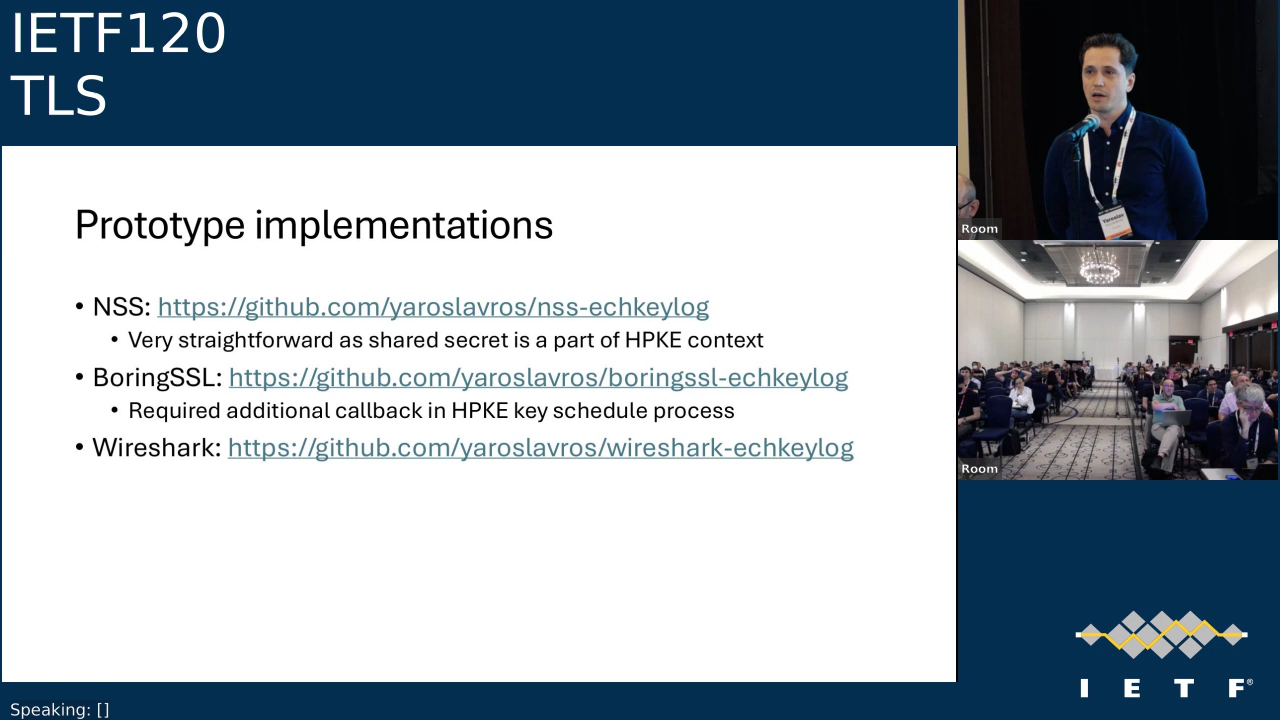 IETF120
TLS
Prototype implementations
• NSS: https://github.com/yaroslavros/nss-echkeylog
• Very straightforward as shared secret is a part of HPKE context
• BoringSSL: https://github.com/yaroslavros/boringssl-echkeylog
• Required additional callback in HPKE key schedule process
• Wireshark: https://github.com/yaroslavros/wireshark-echkeylog
Yaroslav
Room
Room
I E T F®
Speaking: []